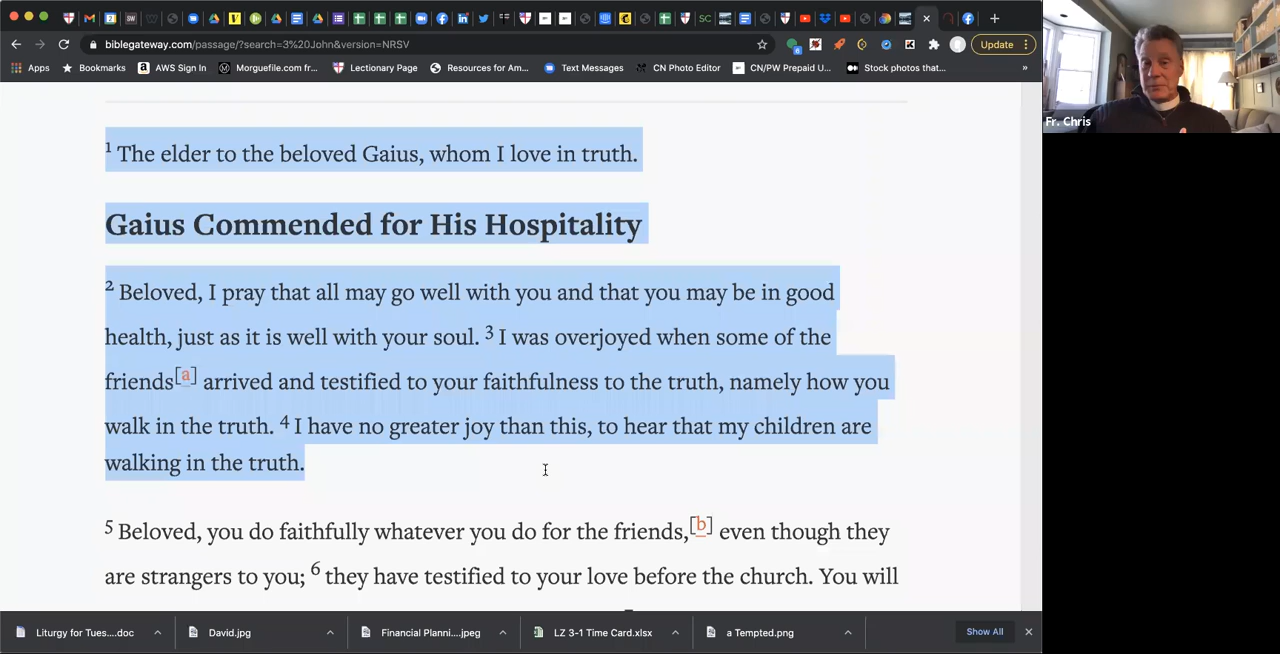 biblegateway.com/passage/?search=3%20John&version=NRSV
Update
Apps Bookmarks AWS Sign In Morguefile.com fr... Lectionary Page Resources for Am... Text Messages CN Photo Editor CN/PW Prepaid U... Stock photos that... »
Fr. Chris
1 The elder to the beloved Gaius, whom I love in truth.
Gaius Commended for His Hospitality
2 Beloved, I pray that all may go well with you and that you may be in good
health, just as it is well with your soul. 3 I was overjoyed when some of the
friends[a] arrived and testified to your faithfulness to the truth, namely how you
walk in the truth. 4 I have no greater joy than this, to hear that my children are
walking in the truth.
5 Beloved, you do faithfully whatever you do for the friends,[b] even though they
are strangers to you; 6 they have testified to your love before the church. You will
Liturgy for Tues....doc David.jpg Financial Planni....jpeg LZ 3-1 Time Card.xlsx a Tempted.png Show All